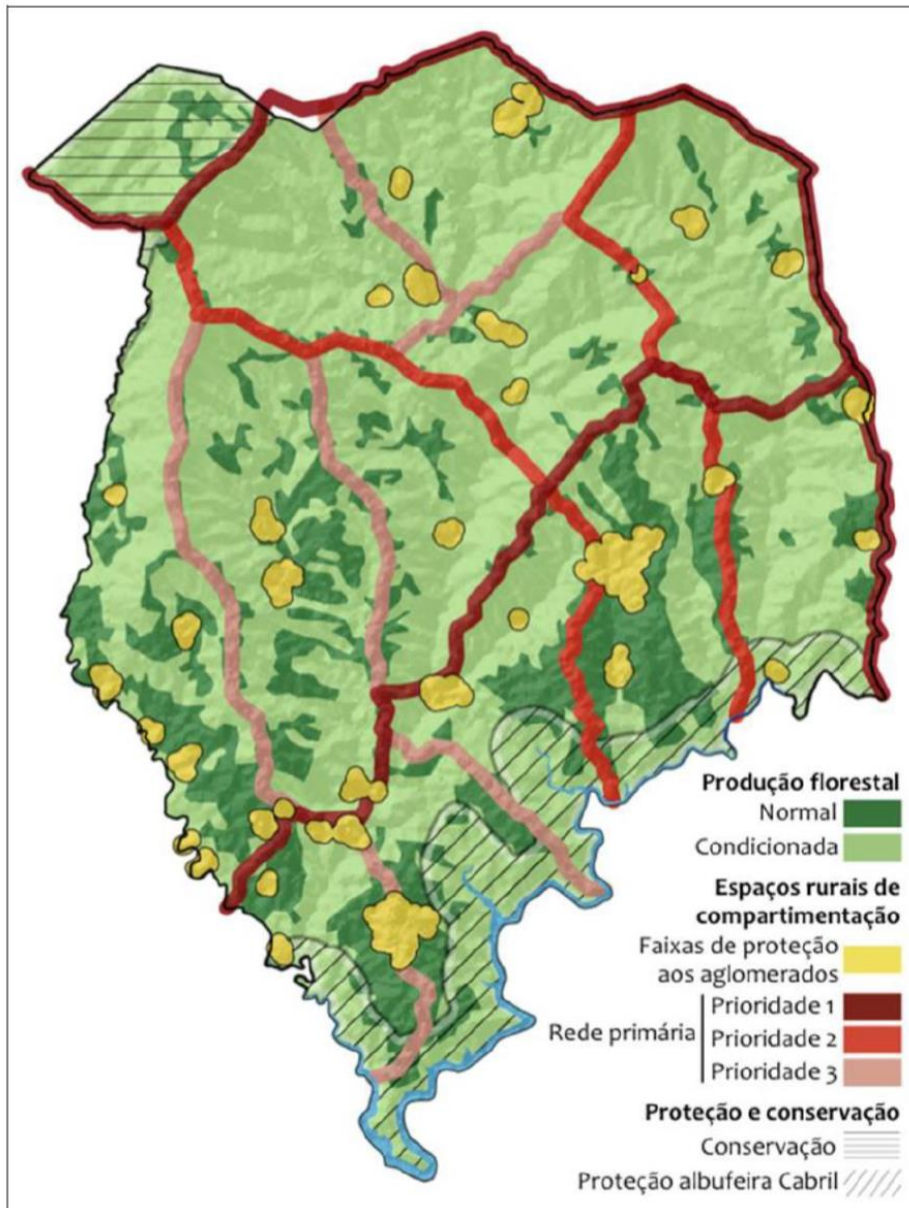 Produção florestal
Normal
Condicionada
Espaços rurais de
compartimentação
Faixas de proteção
aos aglomerados
Rede primária
Prioridade 1
Prioridade 2
Prioridade 3
Proteção e conservação
Conservação
Proteção albufeira Cabril